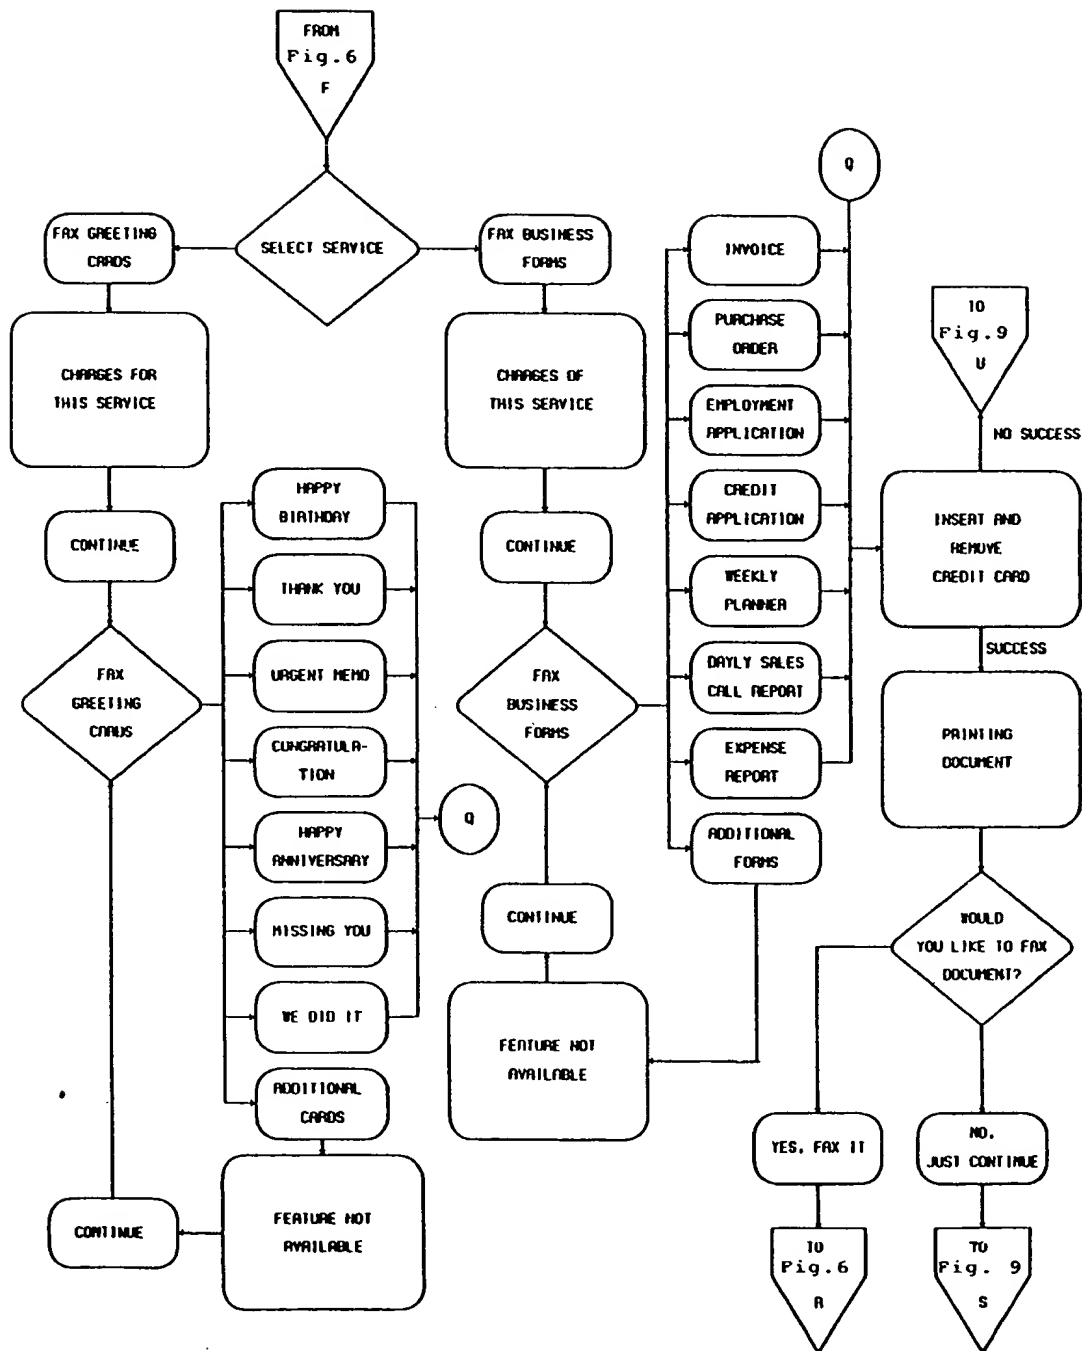 FROM
Fig.6
F
SELECT SERVICE
FAX GREETING
CARDS
CHARGES FOR
THIS SERVICE
CONTINUE
FAX
GREETING
CARDS
HAPPY
BIRTHDAY
THANK YOU
URGENT MEMO
CONGRATULA-
TION
HAPPY
ANNIVERSARY
MISSING YOU
WE DID IT
ADDITIONAL
CARDS
FEATURE NOT
AVAILABLE
CONTINUE
Q
FAX BUSINESS
FORMS
CHARGES OF
THIS SERVICE
CONTINUE
FAX
BUSINESS
FORMS
CONTINUE
FEATURE NOT
AVAILABLE
INVOICE
PURCHASE
ORDER
EMPLOYMENT
APPLICATION
CREDIT
APPLICATION
WEEKLY
PLANNER
DAYLY SALES
CALL REPORT
EXPENSE
REPORT
ADDITIONAL
FORMS
Q
TO
Fig.9
U
NO SUCCESS
INSERT AND
REMOVE
CREDIT CARD
SUCCESS
PRINTING
DOCUMENT
WOULD
YOU LIKE TO FAX
DOCUMENT?
YES, FAX IT
TO
Fig.6
R
NO,
JUST CONTINUE
TO
Fig. 9
S